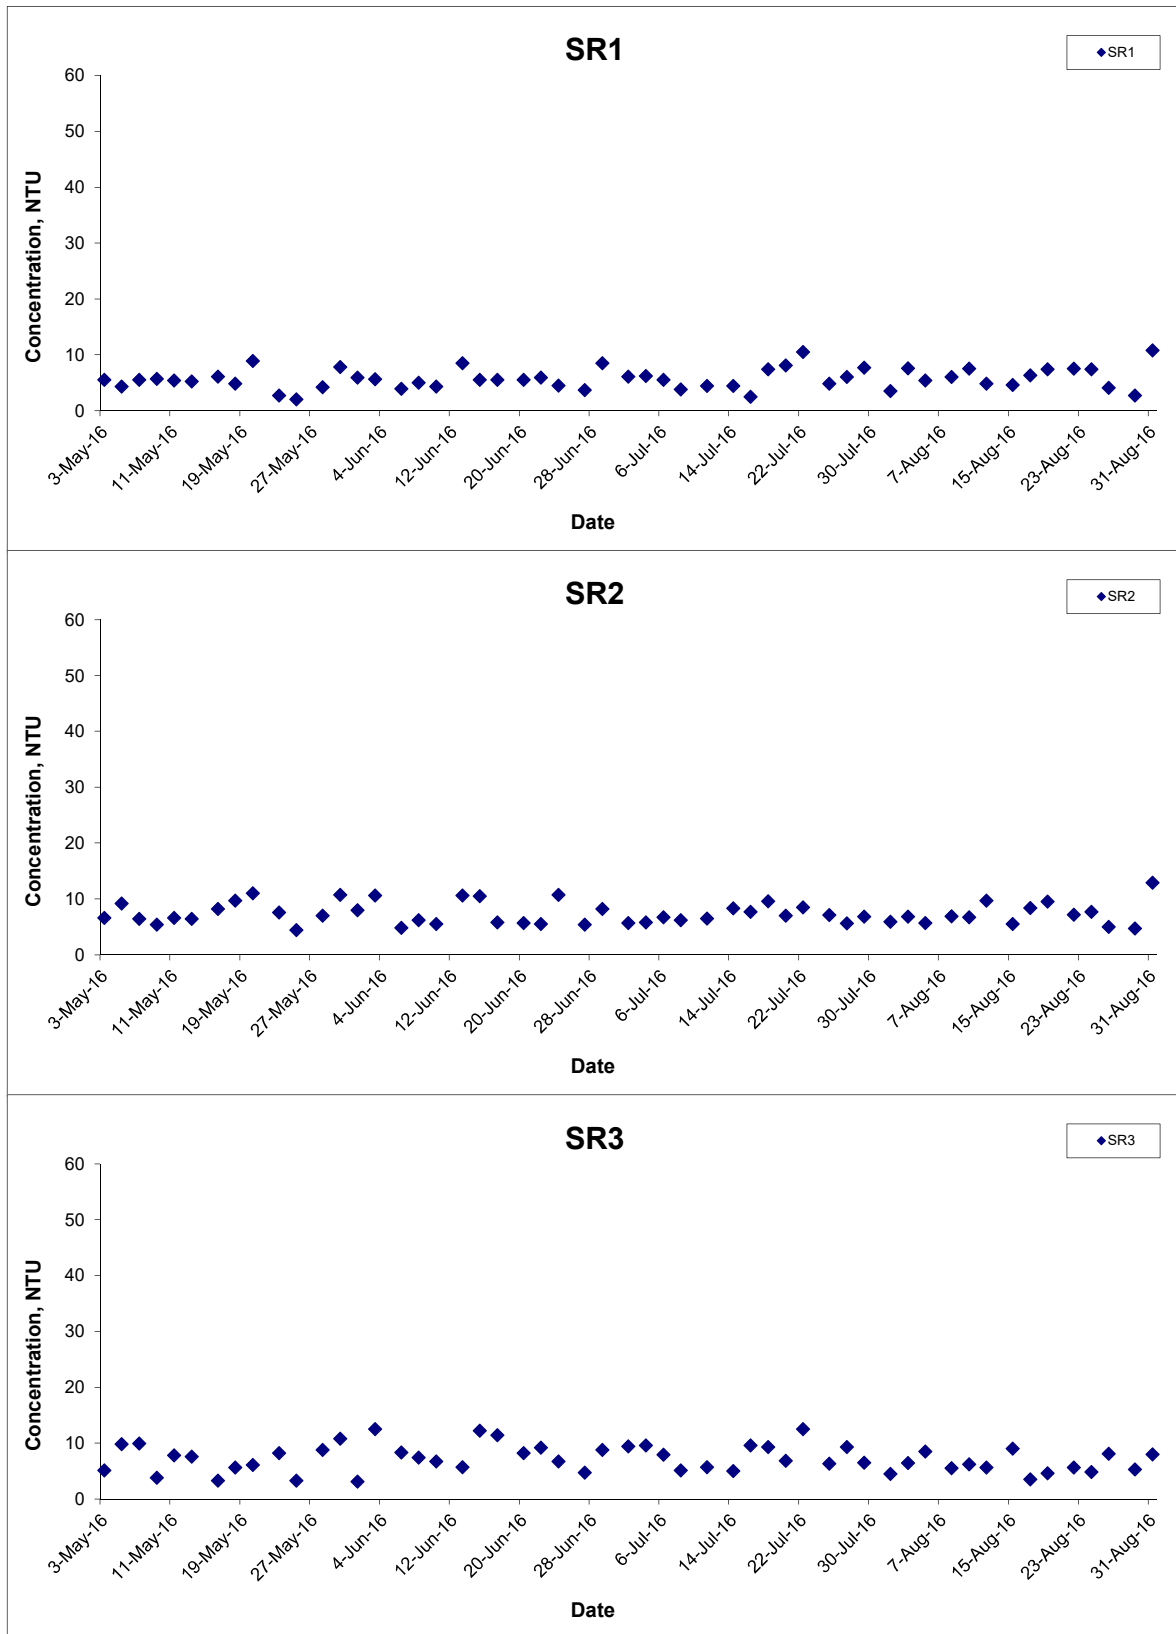 SR1
SR1
60
50
40
30
20
10
0
Concentration, NTU
3-May-16
11-May-16
19-May-16
27-May-16
4-Jun-16
12-Jun-16
20-Jun-16
28-Jun-16
6-Jul-16
14-Jul-16
22-Jul-16
30-Jul-16
7-Aug-16
15-Aug-16
23-Aug-16
31-Aug-16
Date
SR2
SR2
60
50
40
30
20
10
0
Concentration, NTU
3-May-16
11-May-16
19-May-16
27-May-16
4-Jun-16
12-Jun-16
20-Jun-16
28-Jun-16
6-Jul-16
14-Jul-16
22-Jul-16
30-Jul-16
7-Aug-16
15-Aug-16
23-Aug-16
31-Aug-16
Date
SR3
SR3
60
50
40
30
20
10
0
Concentration, NTU
3-May-16
11-May-16
19-May-16
27-May-16
4-Jun-16
12-Jun-16
20-Jun-16
28-Jun-16
6-Jul-16
14-Jul-16
22-Jul-16
30-Jul-16
7-Aug-16
15-Aug-16
23-Aug-16
31-Aug-16
Date